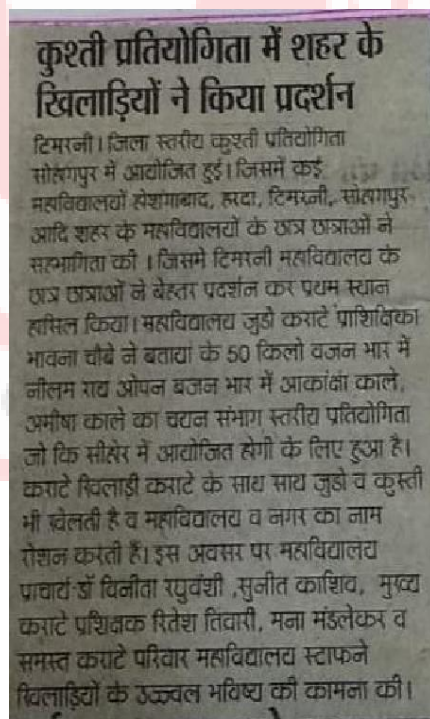 कुश्ती प्रतियोगिता में शहर के
खिलाड़ियों ने किया प्रदर्शन
टिमरनी। जिला स्तरीय कुश्ती प्रतियोगिता
सोहागपुर में आयोजित हुई। जिसमें कई
महाविद्यालयों होशंगाबाद, हरदा, टिमरनी, सोहागपुर
आदि शहर के महाविद्यालयों के छात्र छात्राओं ने
सहभागिता की । जिसमे टिमरनी महाविद्यालय के
छात्र छात्राओं ने बेहतर प्रदर्शन कर प्रथम स्थान
हासिल किया। महाविद्यालय जुडो कराटे प्राशिक्षिका
भावना चौबे ने बताया के 50 किलो वजन भार में
नीलम राय ओपन बजन भार में आकांक्षा काले,
अमीषा काले का चयन संभाग स्तरीय प्रतियोगिता
जो कि सीहोर में आयोजित होगी के लिए हुआ है।
कराटे खिलाड़ी कराटे के साथ साथ जुडो व कुस्ती
भी खेलती है व महाविद्यालय व नगर का नाम
रोशन करती हैं। इस अवसर पर महाविद्यालय
प्राचार्य डॉ विनीता रघुवंशी ,सुनीत काशिव, मुख्य
कराटे प्रशिक्षक रितेश तिवारी, मना मंडलेकर व
समस्त कराटे परिवार महाविद्यालय स्टाफने
खिलाड़ियों के उज्ज्वल भविष्य की कामना की।